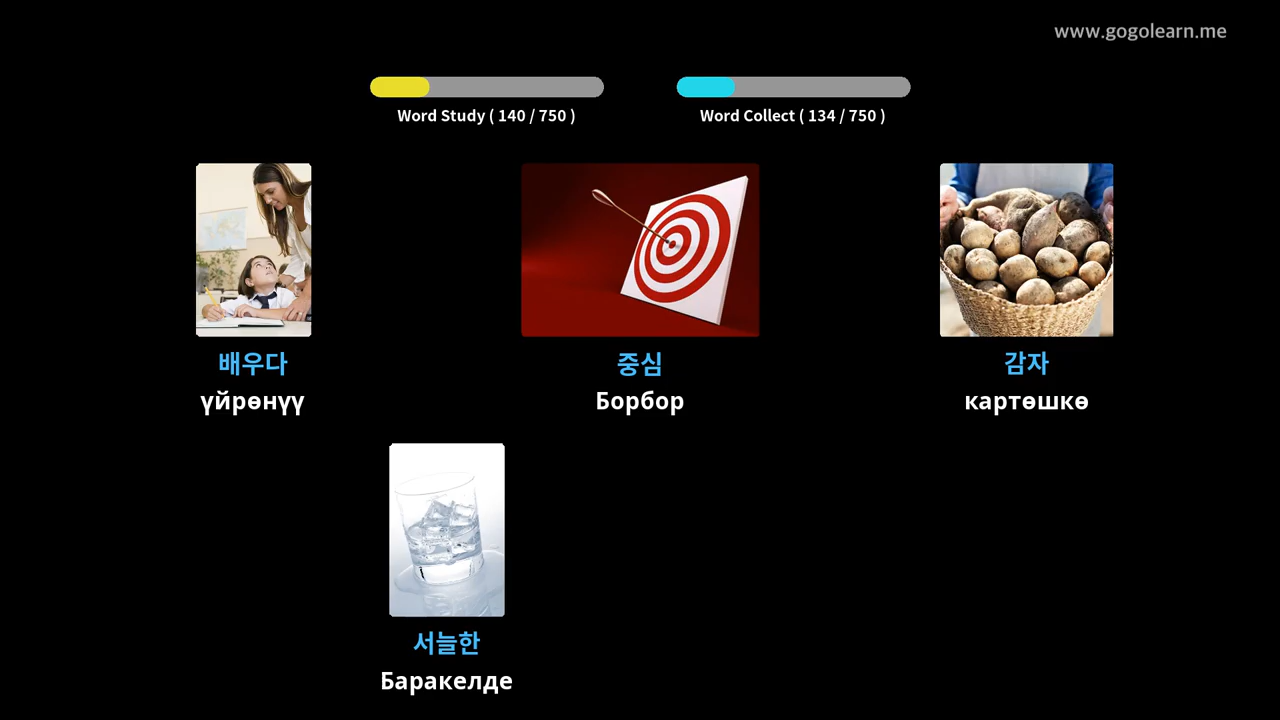 www.gogolearn.me
Word Study ( 140 / 750 )
Word Collect ( 134 / 750 )
배우다
үйрөнүү
중심
Борбор
감자
картөшкө
서늘한
Баракелде